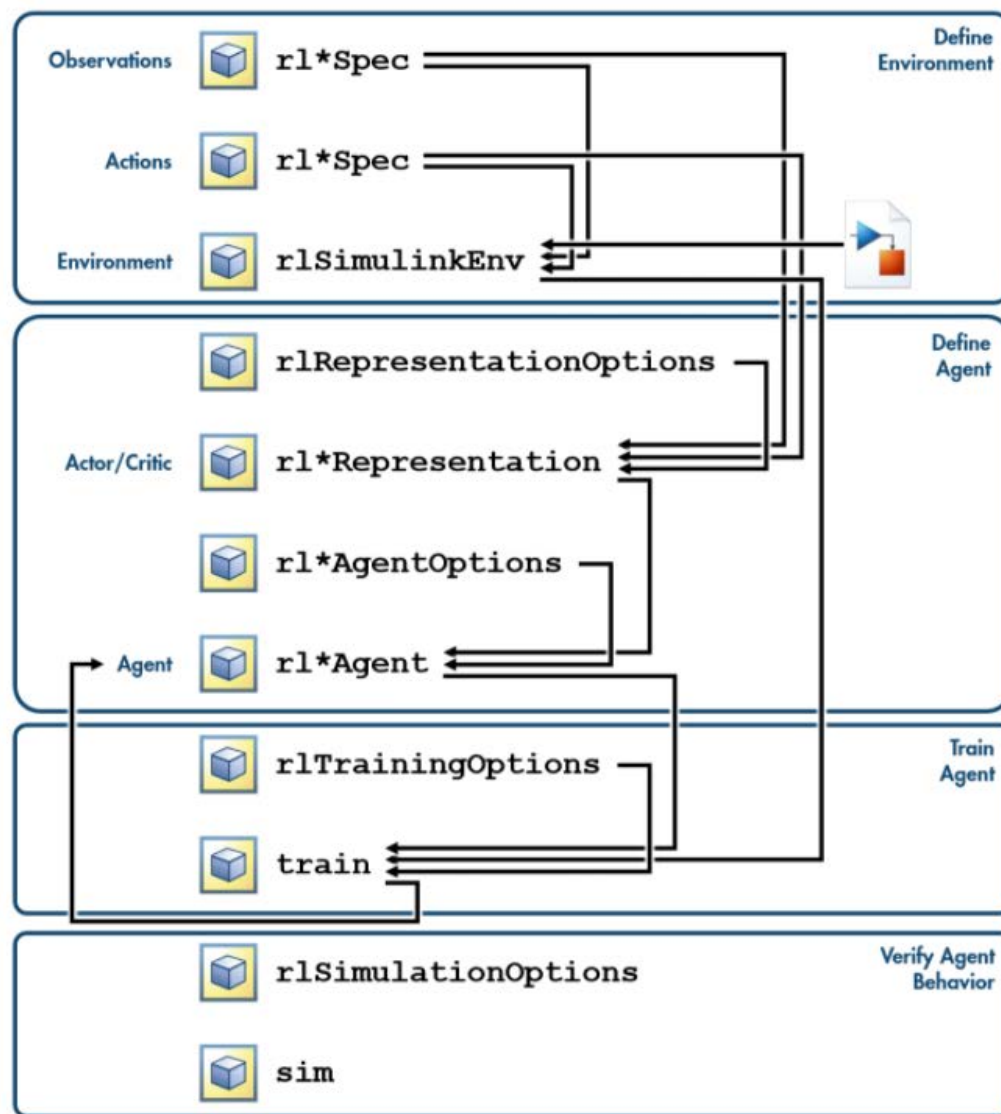 Define
Environment
Observations rl*Spec
Actions rl*Spec
Environment rlSimulinkEnv
Define
Agent
rlRepresentationOptions
Actor/Critic rl*Representation
rl*AgentOptions
Agent rl*Agent
Train
Agent
rlTrainingOptions
train
Verify Agent
Behavior
rlSimulationOptions
sim